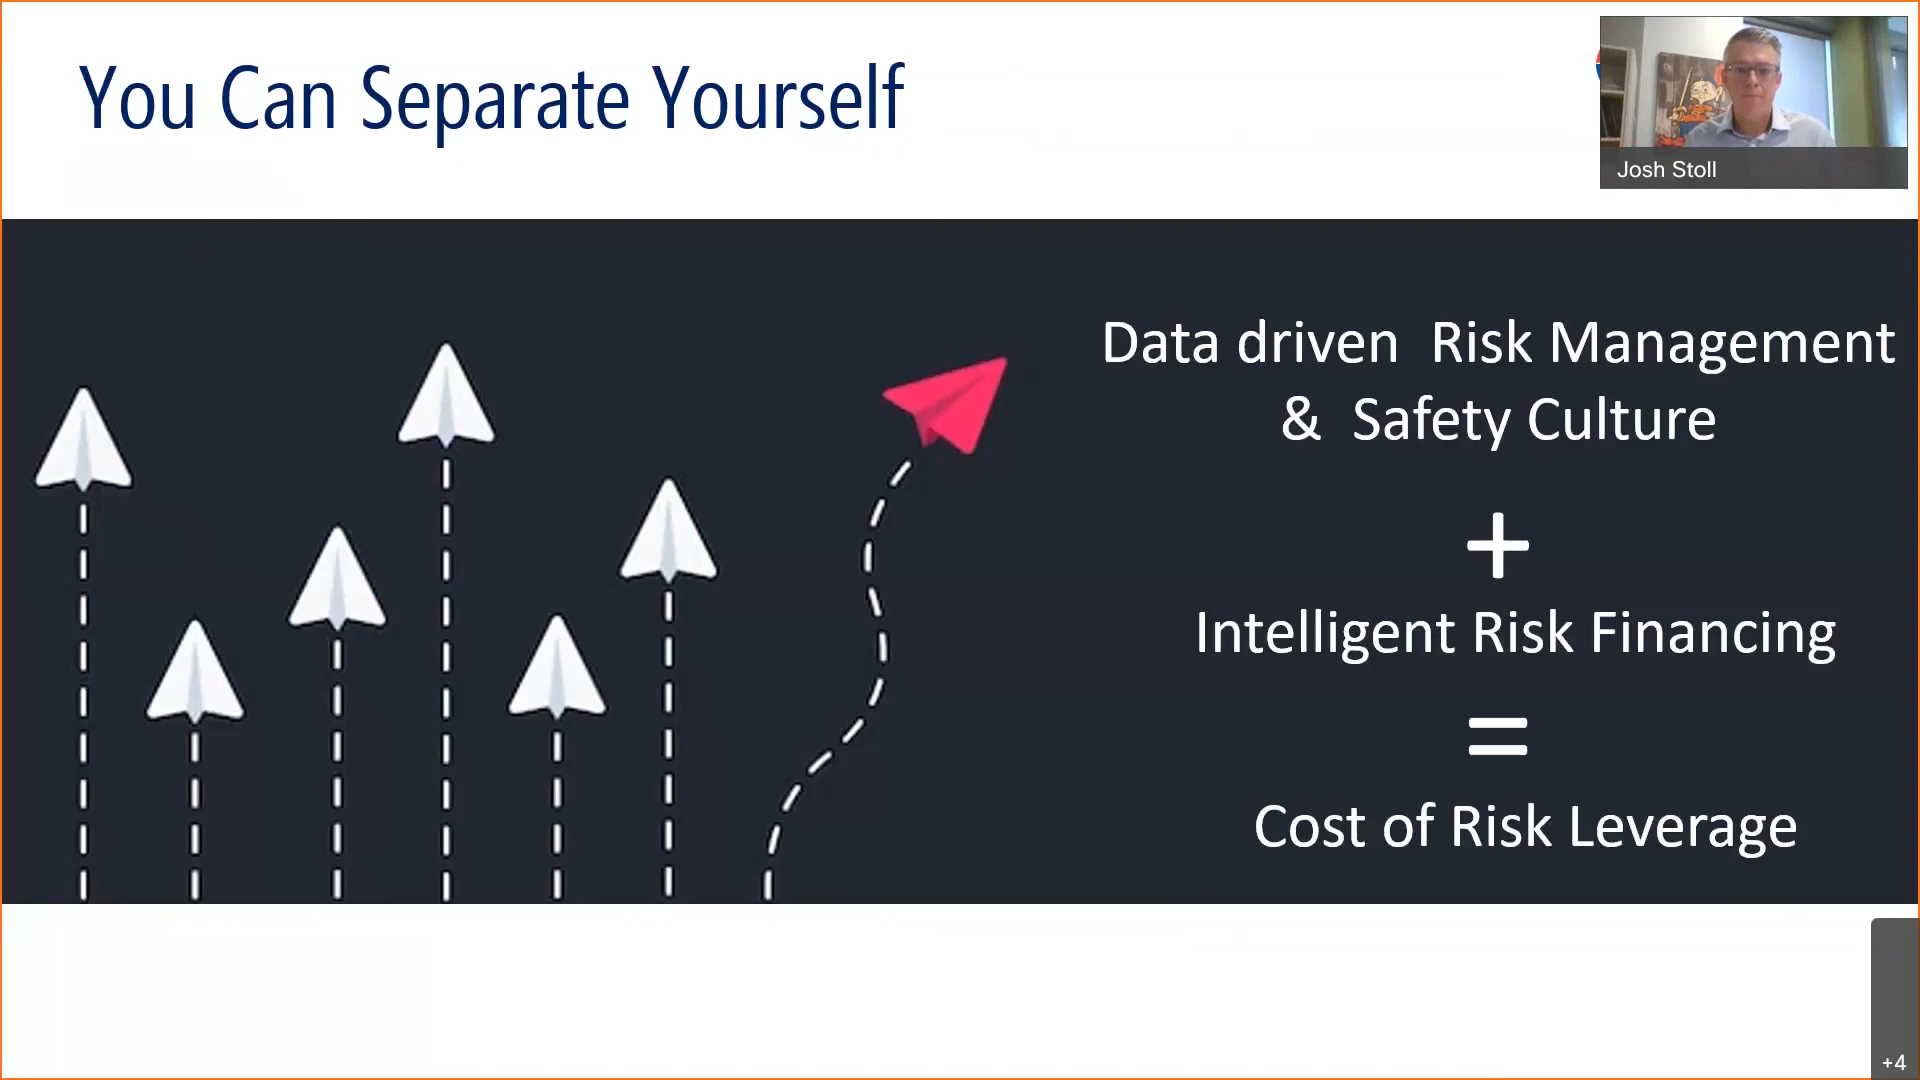 You Can Separate Yourself
Josh Stoll
Data driven  Risk Management
&  Safety Culture
+
Intelligent Risk Financing
=
Cost of Risk Leverage
+4